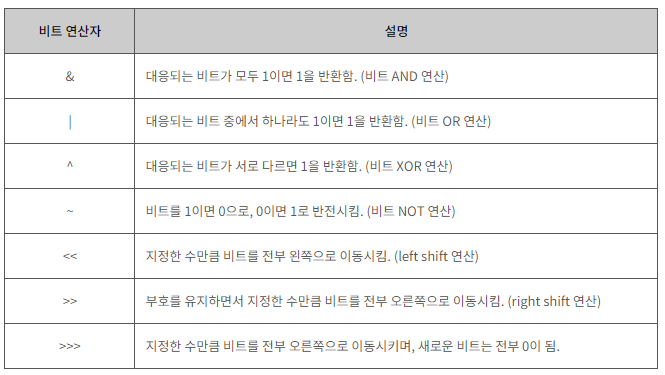 비트 연산자 설명
& 대응되는 비트가 모두 1이면 1을 반환함. (비트 AND 연산)
| 대응되는 비트 중에서 하나라도 1이면 1을 반환함. (비트 OR 연산)
^ 대응되는 비트가 서로 다르면 1을 반환함. (비트 XOR 연산)
~ 비트를 1이면 0으로, 0이면 1로 반전시킴. (비트 NOT 연산)
<< 지정한 수만큼 비트를 전부 왼쪽으로 이동시킴. (left shift 연산)
>> 부호를 유지하면서 지정한 수만큼 비트를 전부 오른쪽으로 이동시킴. (right shift 연산)
>>> 지정한 수만큼 비트를 전부 오른쪽으로 이동시키며, 새로운 비트는 전부 0이 됨.